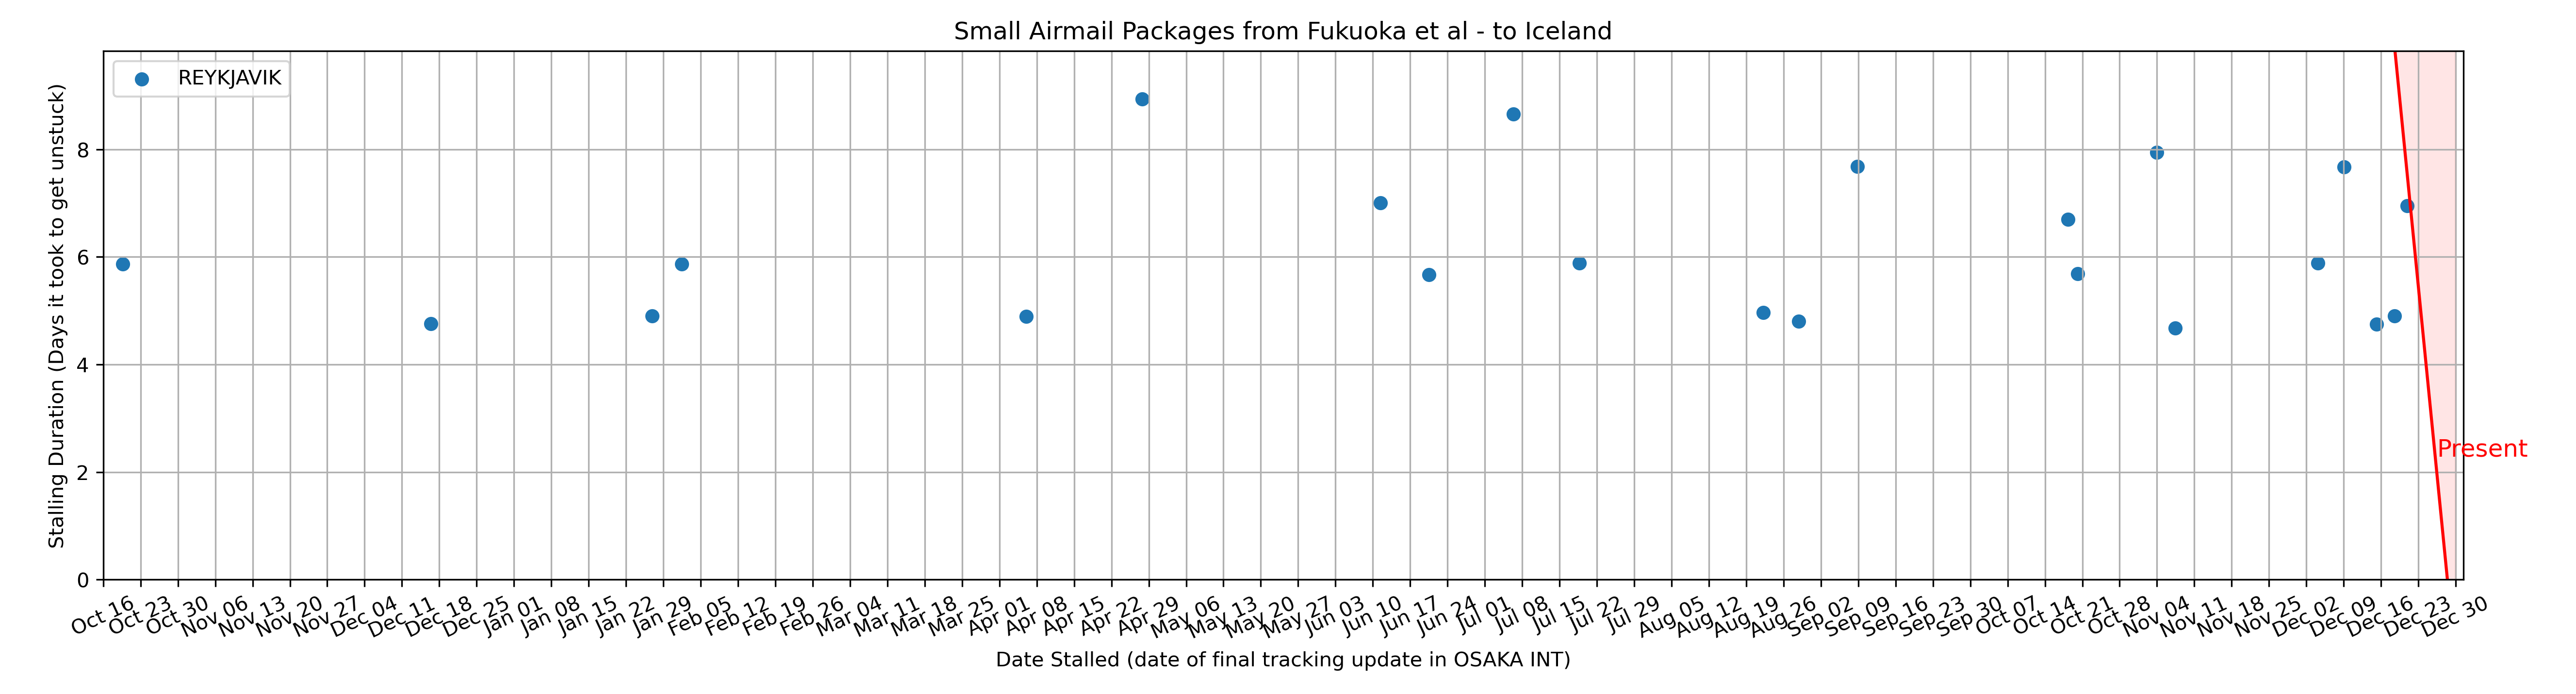 Small Airmail Packages from Fukuoka et al - to Iceland
REYKJAVIK
Stalling Duration (Days it took to get unstuck)
8
6
4
2
0
Present
Oct 16
Oct 23
Oct 30
Nov 06
Nov 13
Nov 20
Nov 27
Dec 04
Dec 11
Dec 18
Dec 25
Jan 01
Jan 08
Jan 15
Jan 22
Jan 29
Feb 05
Feb 12
Feb 19
Feb 26
Mar 04
Mar 11
Mar 18
Mar 25
Apr 01
Apr 08
Apr 15
Apr 22
Apr 29
May 06
May 13
May 20
May 27
Jun 03
Jun 10
Jun 17
Jun 24
Jul 01
Jul 08
Jul 15
Jul 22
Jul 29
Aug 05
Aug 12
Aug 19
Aug 26
Sep 02
Sep 09
Sep 16
Sep 23
Sep 30
Oct 07
Oct 14
Oct 21
Oct 28
Nov 04
Nov 11
Nov 18
Nov 25
Dec 02
Dec 09
Dec 16
Dec 23
Dec 30
Date Stalled (date of final tracking update in OSAKA INT)